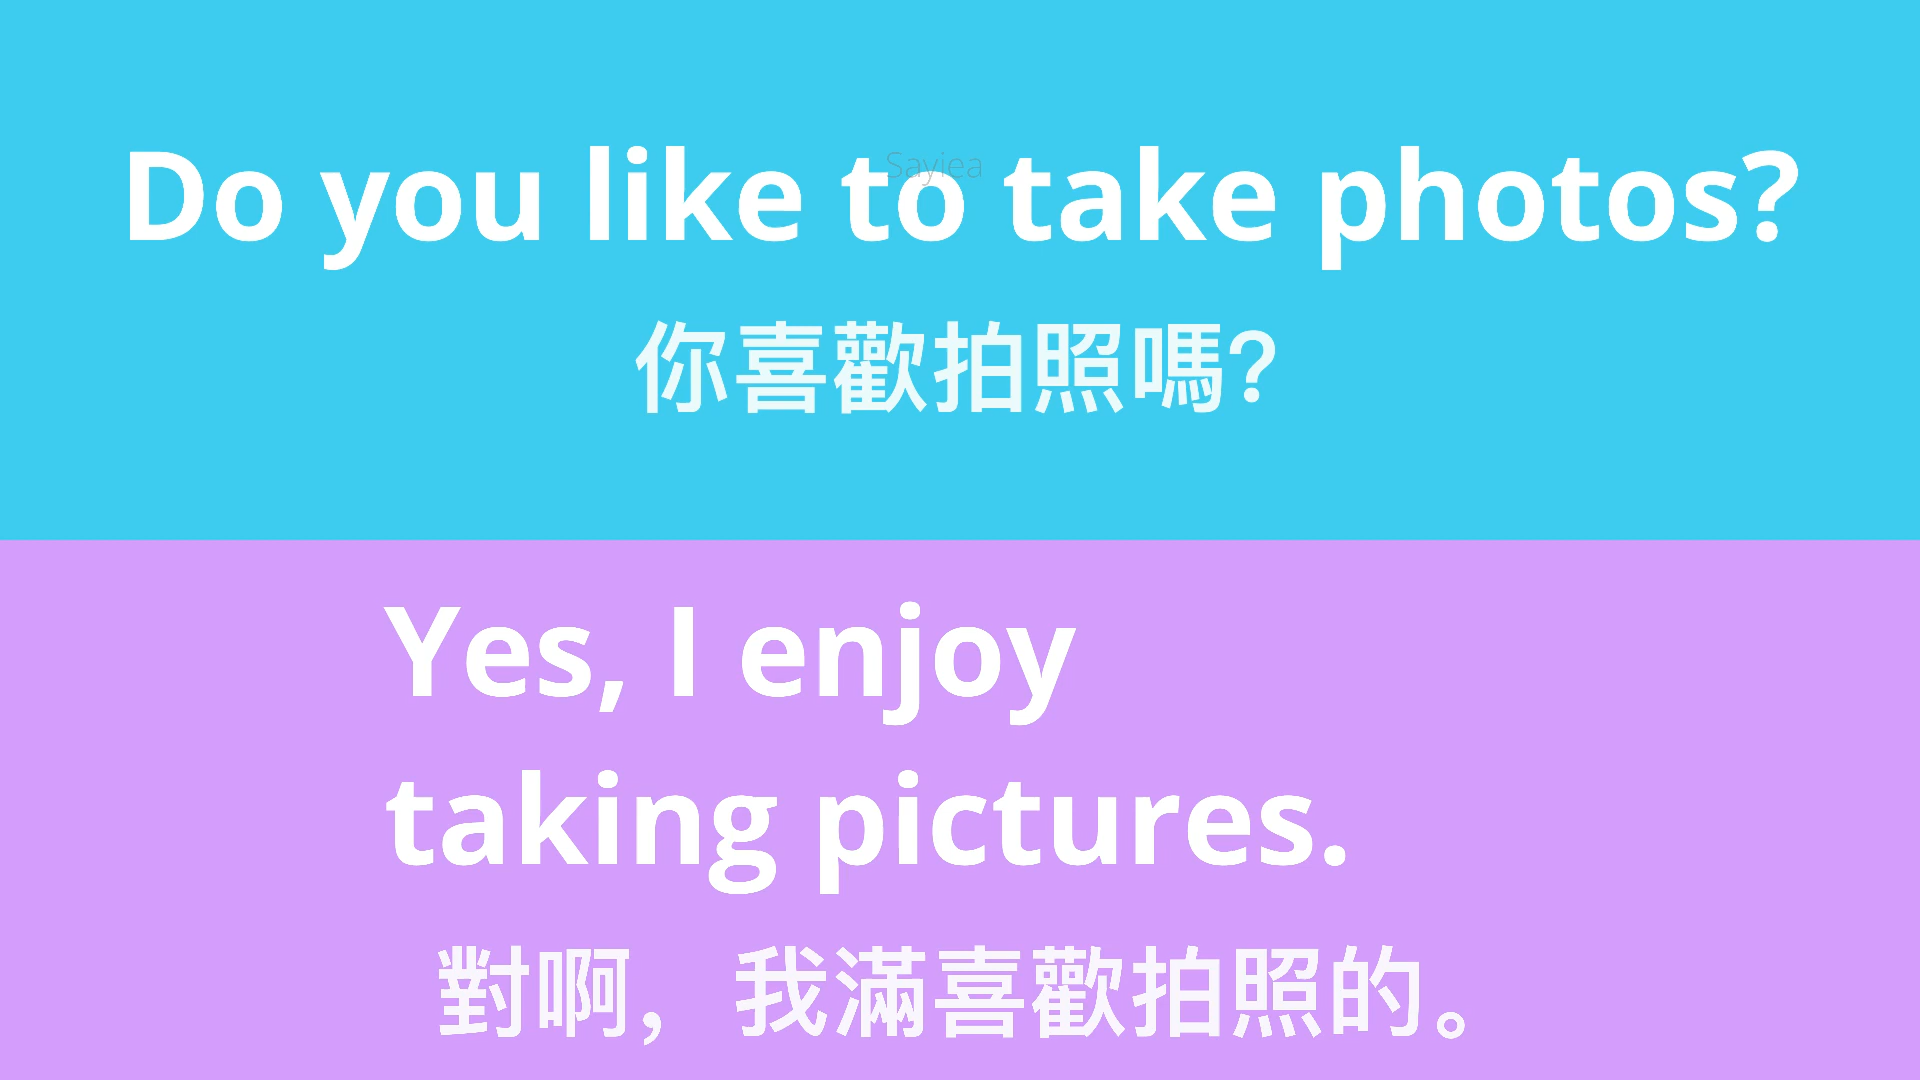 Do you like to take photos?
Sayiea
你喜歡拍照嗎?
Yes, I enjoy
taking pictures.
對啊，我滿喜歡拍照的。